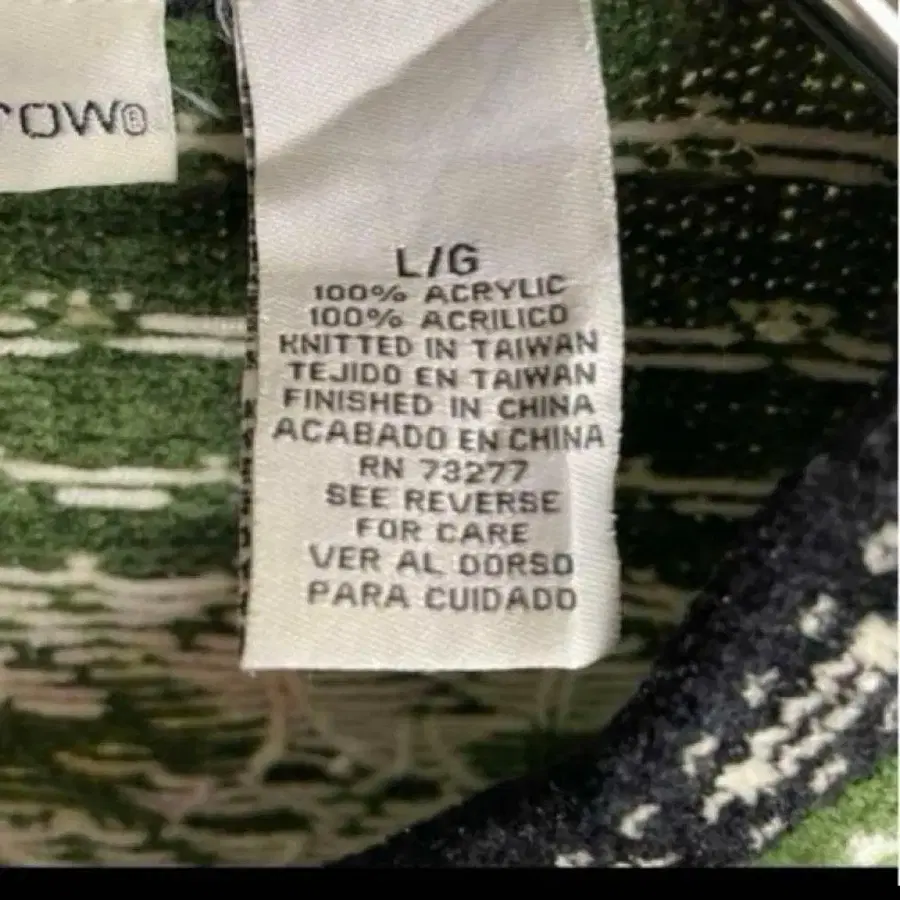 L/G
100% ACRYLIC
100% ACRILICO
KNITTED IN TAIWAN
TEJIDO EN TAIWAN
FINISHED IN CHINA
ACABADO EN CHINA
RN 73277
SEE REVERSE
FOR CARE
VER AL DORSO
PARA CUIDADO